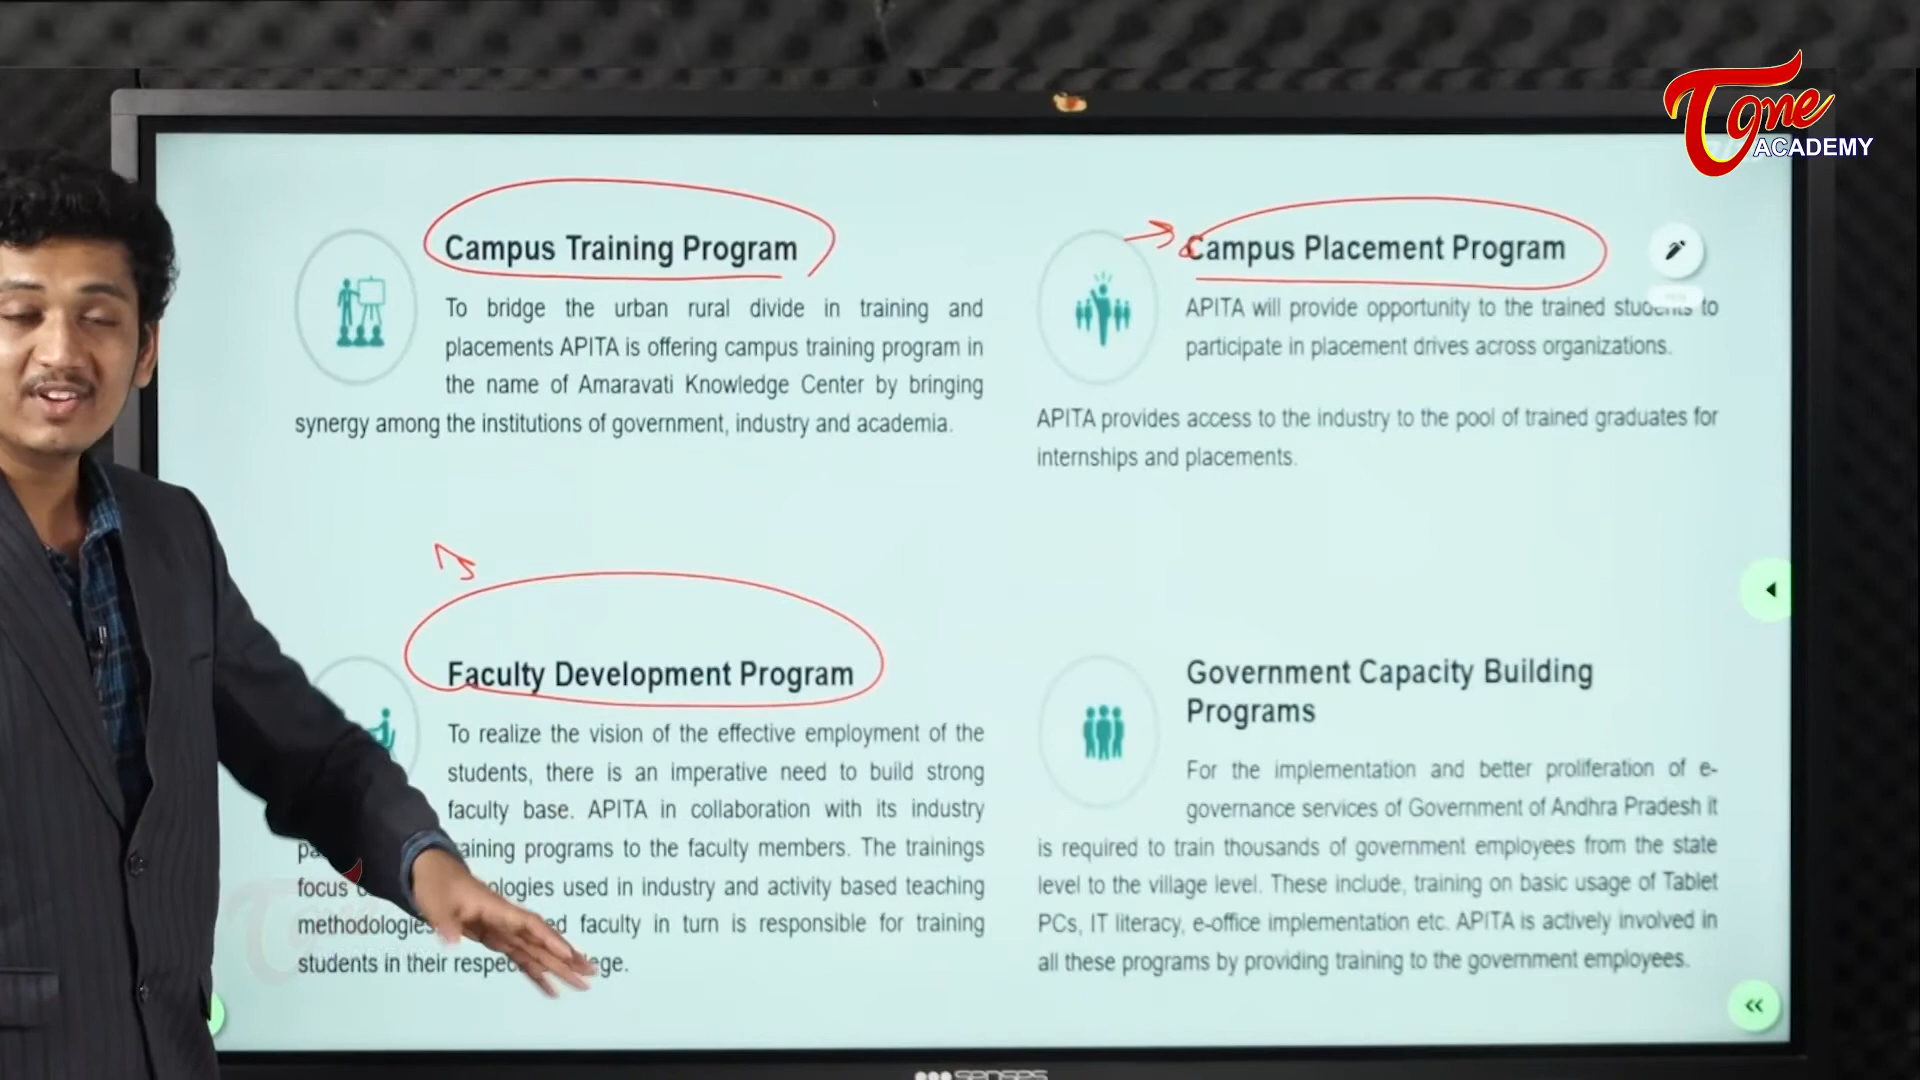 Tone
ACADEMY
Campus Training Program
To bridge the urban rural divide in training and
placements APITA is offering campus training program in
the name of Amaravati Knowledge Center by bringing
synergy among the institutions of government, industry and academia.
Campus Placement Program
APITA will provide opportunity to the trained students to
participate in placement drives across organizations.
APITA provides access to the industry to the pool of trained graduates for
internships and placements.
Faculty Development Program
To realize the vision of the effective employment of the
students, there is an imperative need to build strong
faculty base. APITA in collaboration with its industry
programs to the faculty members. The trainings
focus used in industry and activity based teaching
methodologies faculty in turn is responsible for training
students in their
Government Capacity Building
Programs
For the implementation and better proliferation of e-
governance services of Government of Andhra Pradesh it
is required to train thousands of government employees from the state
level to the village level. These include, training on basic usage of Tablet
PCs, IT literacy, e-office implementation etc. APITA is actively involved in
all these programs by providing training to the government employees.
senses